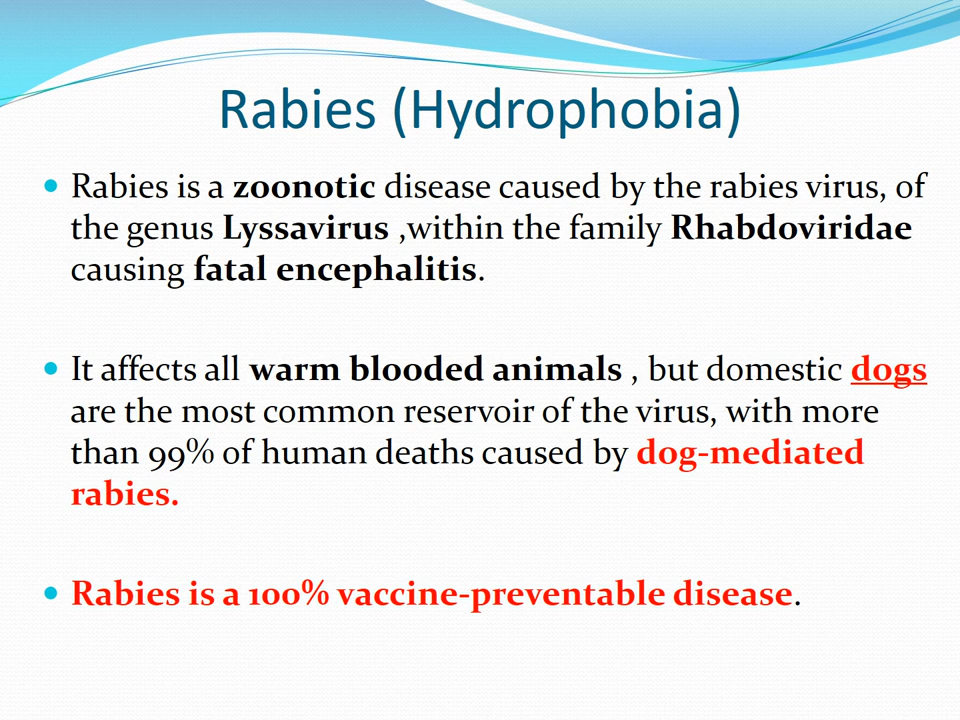 Rabies (Hydrophobia)
• Rabies is a zoonotic disease caused by the rabies virus, of
the genus Lyssavirus ,within the family Rhabdoviridae
causing fatal encephalitis.
• It affects all warm blooded animals , but domestic dogs
are the most common reservoir of the virus, with more
than 99% of human deaths caused by dog-mediated
rabies.
• Rabies is a 100% vaccine-preventable disease.